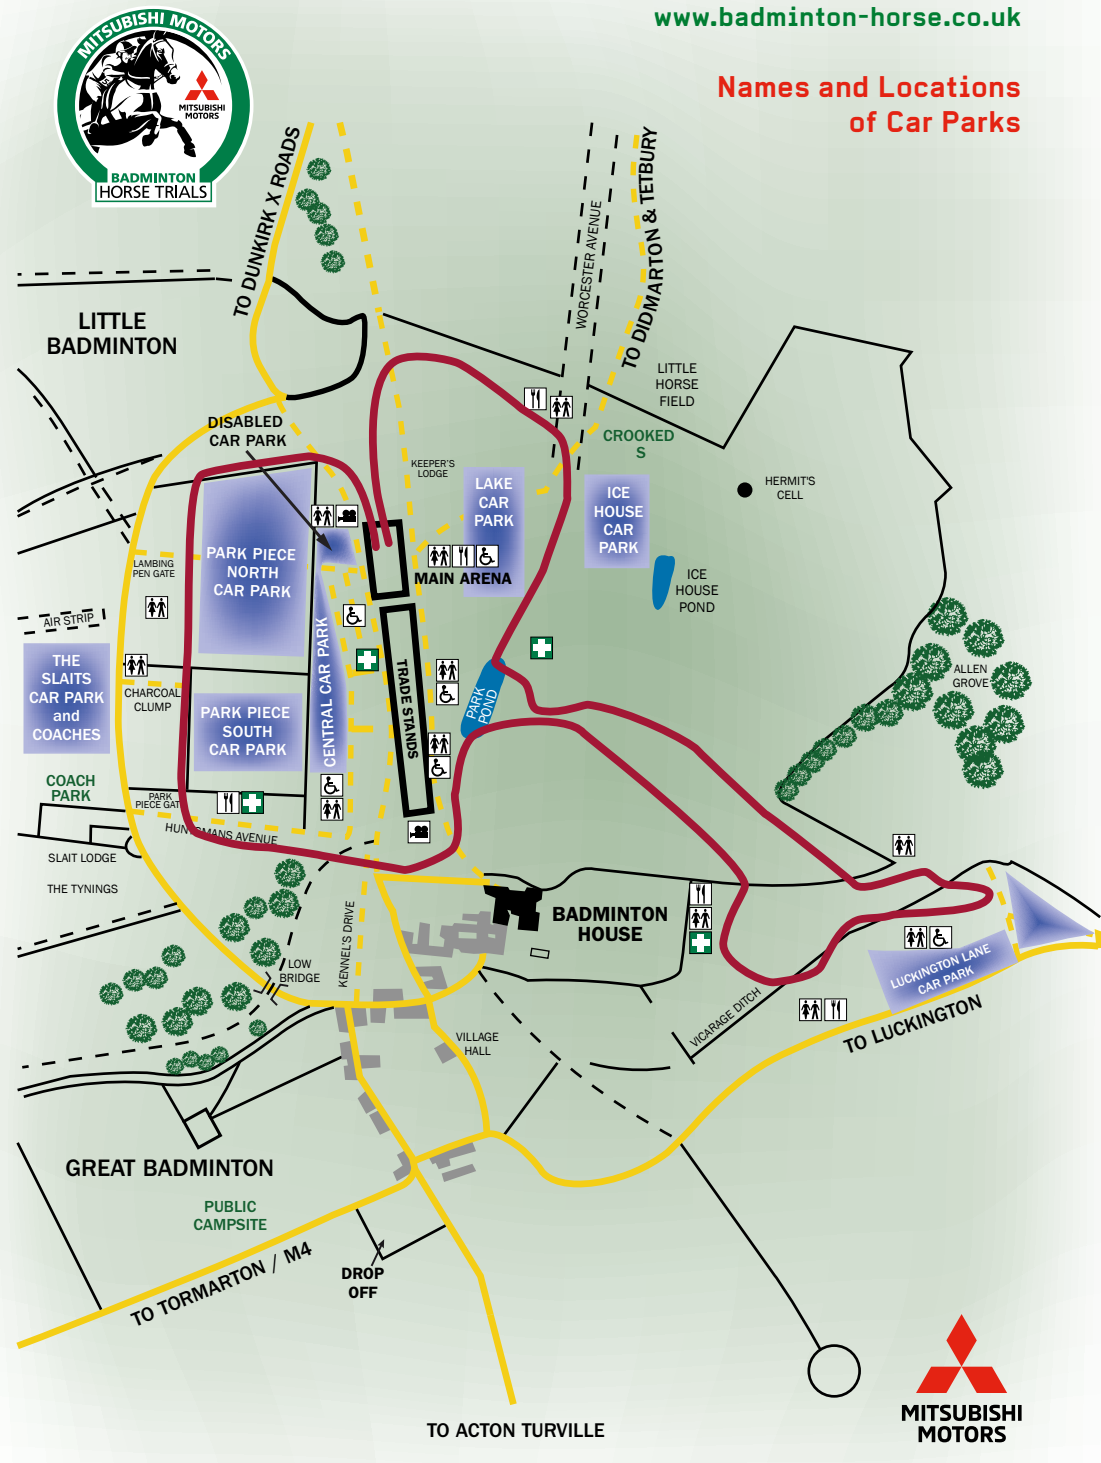 www.badminton-horse.co.uk
MITSUBISHI MOTORS
MITSUBISHI
MOTORS
BADMINTON
HORSE TRIALS
Names and Locations
of Car Parks
TO DUNKIRK X ROADS
WORCESTER AVENUE
TO DIDMARTON & TETBURY
LITTLE
BADMINTON
LITTLE
HORSE
FIELD
DISABLED
CAR PARK
CROOKED
S
KEEPER'S
LODGE
LAKE
CAR
PARK
ICE
HOUSE
CAR
PARK
HERMIT'S
CELL
PARK PIECE
NORTH
CAR PARK
LAMBING
PEN GATE
MAIN ARENA
ICE
HOUSE
POND
AIR STRIP
THE
SLAITS
CAR PARK
and
COACHES
CHARCOAL
CLUMP
PARK PIECE
SOUTH
CAR PARK
CENTRAL CAR PARK
TRADE STANDS
PARK
POND
ALLEN
GROVE
COACH
PARK
PARK
PIECE GAT
HUNTSMANS AVENUE
SLAIT LODGE
THE TYNINGS
KENNEL'S DRIVE
BADMINTON
HOUSE
LOW
BRIDGE
LUCKINGTON LANE
CAR PARK
VICARAGE DITCH
TO LUCKINGTON
VILLAGE
HALL
GREAT BADMINTON
PUBLIC
CAMPSITE
TO TORMARTON / M4
DROP
OFF
TO ACTON TURVILLE
MITSUBISHI
MOTORS